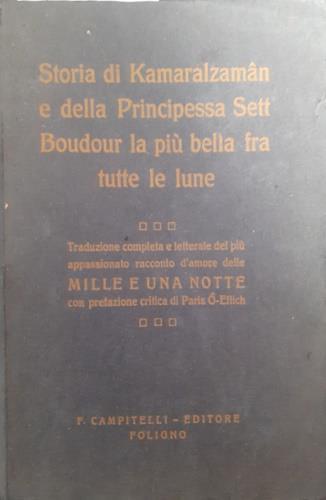 Storia di Kamaralzamân
e della Principessa Sett
Boudour la più bella fra
tutte le lune
Traduzione completa e letterale del più
appassionato racconto d'amore delle
MILLE E UNA NOTTE
con prefazione critica di Paris Ô-Effich
F. CAMPITELLI – EDITORE
FOLIGNO